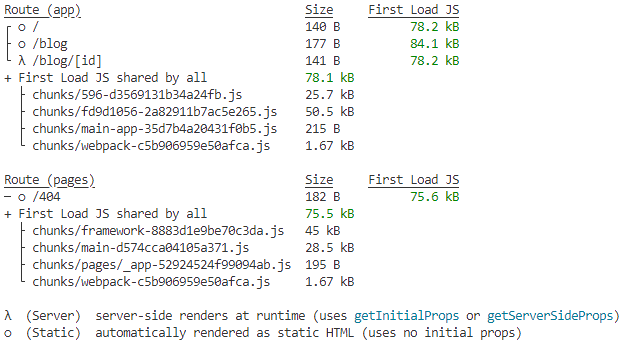 Route (app) Size First Load JS
┌ ○ / 140 B 78.2 kB
├ ○ /blog 177 B 84.1 kB
└ λ /blog/[id] 141 B 78.2 kB
+ First Load JS shared by all 78.1 kB
├ chunks/596-d3569131b34a24fb.js 25.7 kB
├ chunks/fd9d1056-2a82911b7ac5e265.js 50.5 kB
├ chunks/main-app-35d7b4a20431f0b5.js 215 B
└ chunks/webpack-c5b906959e50afca.js 1.67 kB
Route (pages) Size First Load JS
─ ○ /404 182 B 75.6 kB
+ First Load JS shared by all 75.5 kB
├ chunks/framework-8883d1e9be70c3da.js 45 kB
├ chunks/main-d574cca04105a371.js 28.5 kB
├ chunks/pages/_app-52924524f99094ab.js 195 B
└ chunks/webpack-c5b906959e50afca.js 1.67 kB
λ (Server) server-side renders at runtime (uses getInitialProps or getServerSideProps)
○ (Static) automatically rendered as static HTML (uses no initial props)